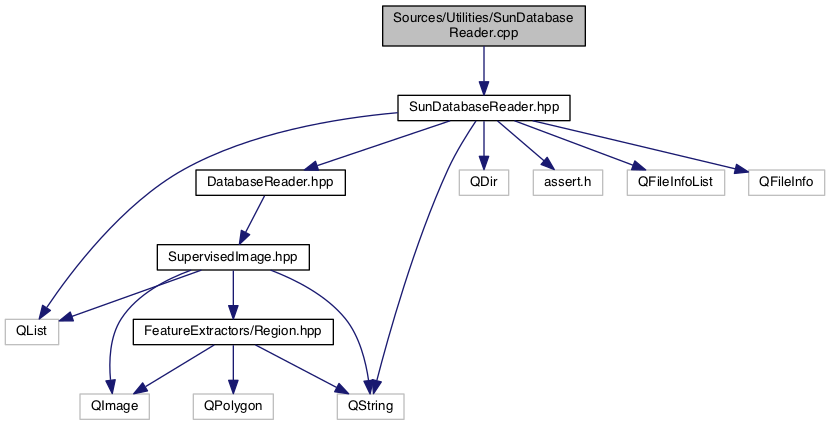 Sources/Utilities/SunDatabase
Reader.cpp
SunDatabaseReader.hpp
DatabaseReader.hpp
QDir
assert.h
QFileInfoList
QFileInfo
SupervisedImage.hpp
QList
FeatureExtractors/Region.hpp
QImage
QPolygon
QString